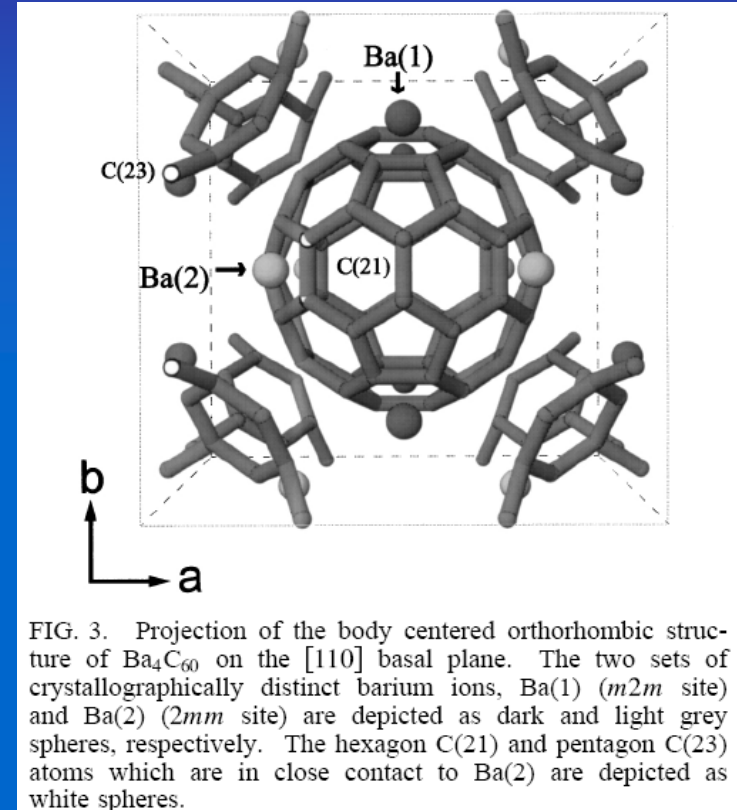 Ba(1)
C(23)
C(21)
Ba(2)
b
a
FIG. 3. Projection of the body centered orthorhombic struc-
ture of Ba4C60 on the [110] basal plane. The two sets of
crystallographically distinct barium ions, Ba(1) (m2m site)
and Ba(2) (2mm site) are depicted as dark and light grey
spheres, respectively. The hexagon C(21) and pentagon C(23)
atoms which are in close contact to Ba(2) are depicted as
white spheres.